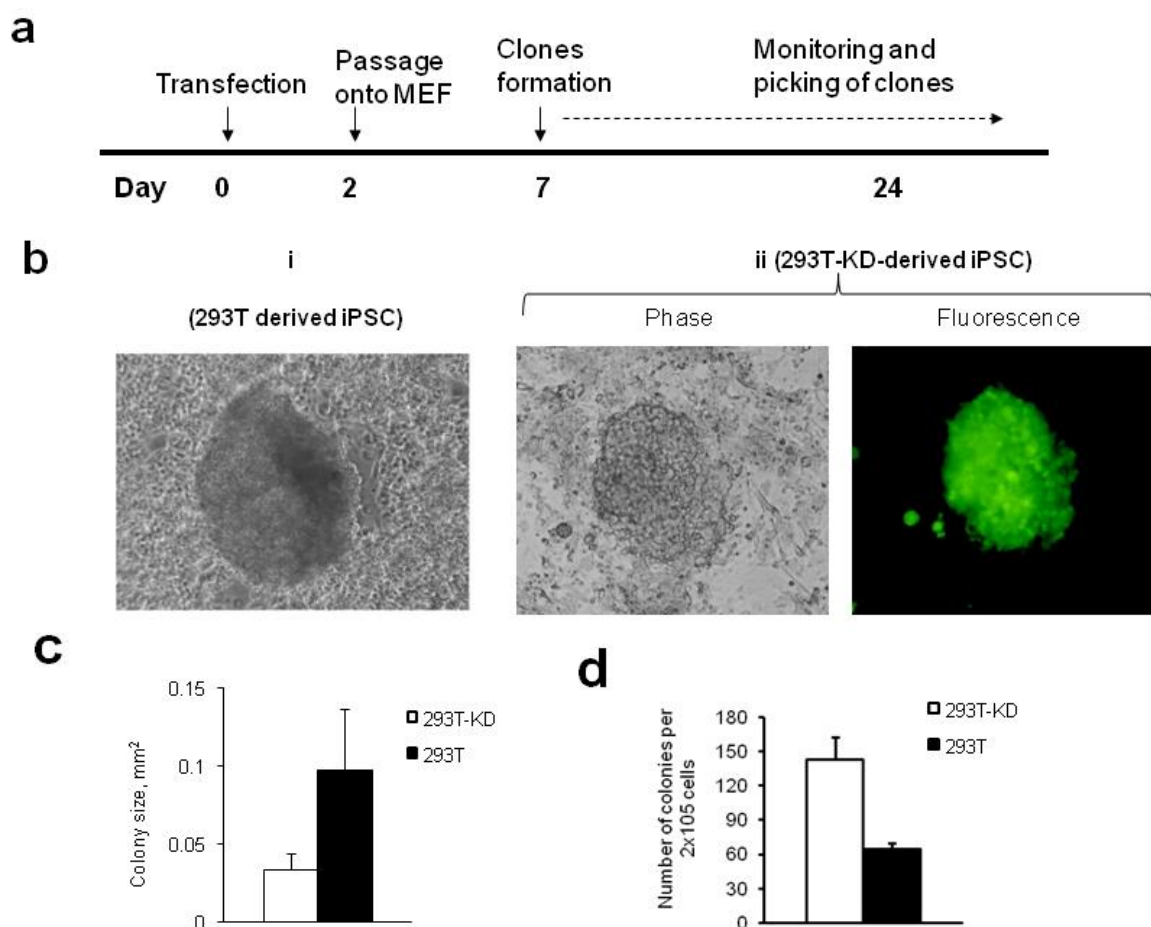 a
Transfection
Passage
onto MEF
Clones
formation
Monitoring and
picking of clones
Day 0 2 7 24
b
i
(293T derived iPSC)
ii (293T-KD-derived iPSC)
Phase
Fluorescence
c
Colony size, mm²
0.15
0.1
0.05
0
293T-KD
293T
d
Number of colonies per
2x105 cells
180
150
120
90
60
30
0
293T-KD
293T